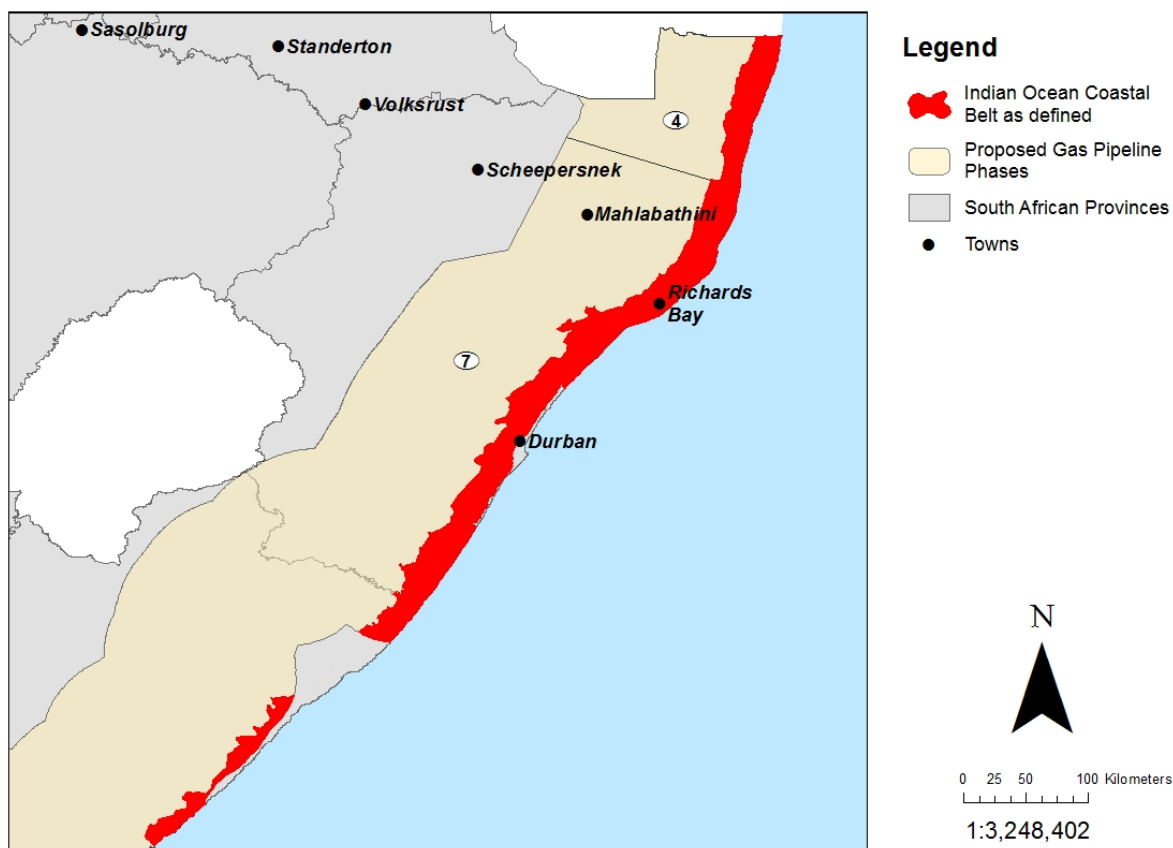 Sasolburg
Standerton
Volksrust
4
Scheepersnek
Mahlabathini
Richards
Bay
7
Durban
Legend
Indian Ocean Coastal
Belt as defined
Proposed Gas Pipeline
Phases
South African Provinces
Towns
N
0 25 50 100 Kilometers
1:3,248,402